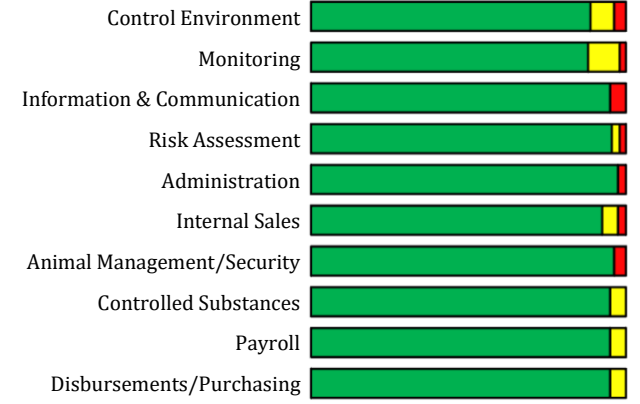 Control Environment
Monitoring
Information & Communication
Risk Assessment
Administration
Internal Sales
Animal Management/Security
Controlled Substances
Payroll
Disbursements/Purchasing